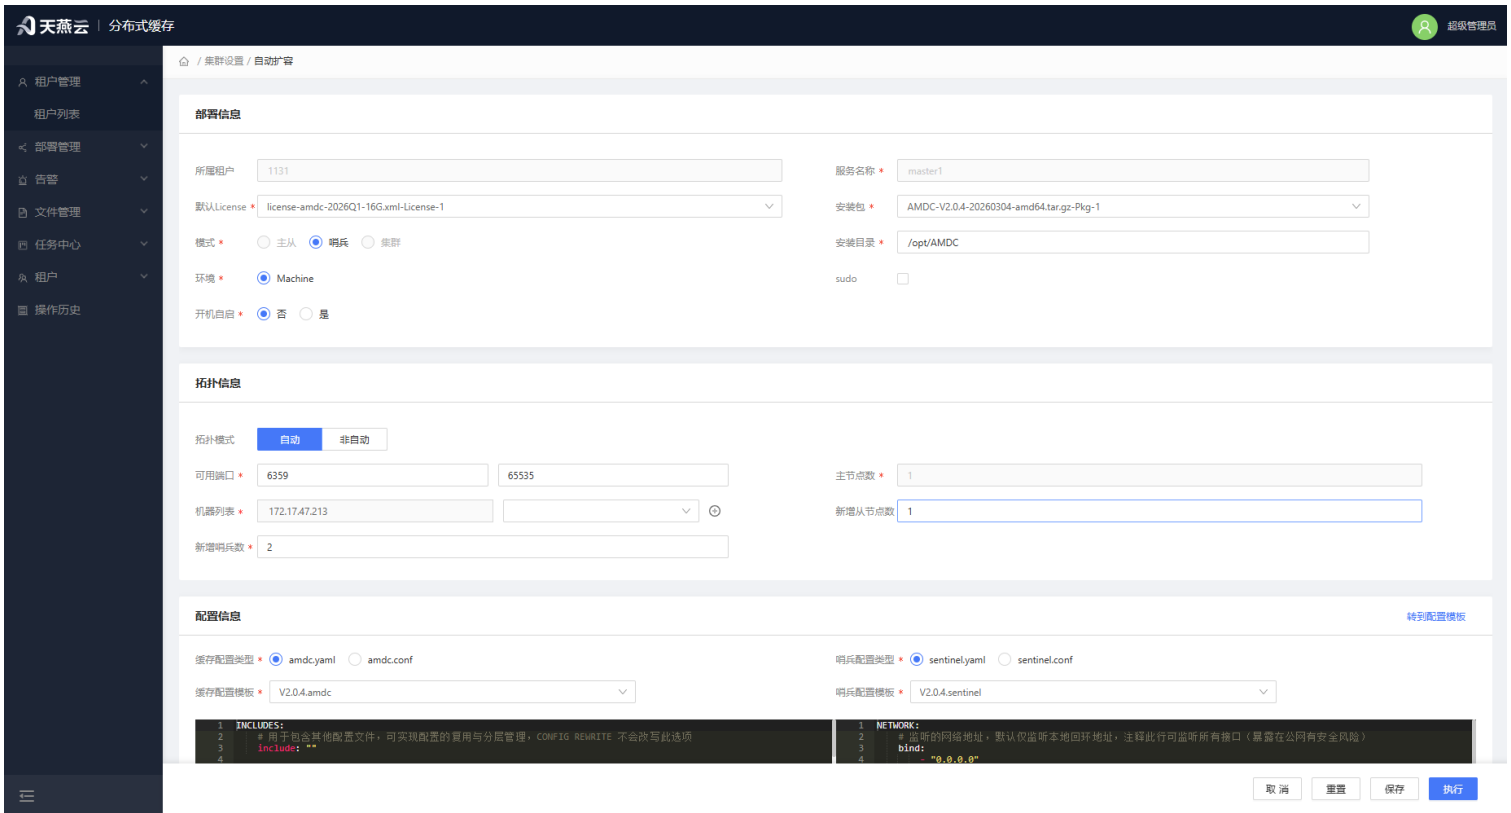 天燕云 | 分布式缓存
超级管理员
/ 集群设置 / 自动扩容
租户管理
租户列表
部署管理
告警
文件管理
任务中心
租户
操作历史
部署信息
所属租户 1131
服务名称 * master1
默认License * license-amdc-2026Q1-16G.xml-License-1
安装包 * AMDC-V2.0.4-20260304-amd64.tar.gz-Pkg-1
模式 * 主从 哨兵 集群
安装目录 * /opt/AMDC
环境 * Machine
sudo
开机自启 * 否 是
拓扑信息
拓扑模式 自动 非自动
可用端口 * 6359 65535
主节点数 * 1
机器列表 * 172.17.47.213
新增从节点数 1
新增哨兵数 * 2
配置信息
转到配置模板
缓存配置类型 * amdc.yaml amdc.conf
哨兵配置类型 * sentinel.yaml sentinel.conf
缓存配置模板 * V2.0.4.amdc
哨兵配置模板 * V2.0.4.sentinel
1 INCLUDES:
2 # 用于包含其他配置文件，可实现配置的复用与分层管理，CONFIG REWRITE 不会改写此选项
3 include: ""
4
1 NETWORK:
2 # 监听的网络地址，默认仅监听本地回环地址，注释此行可监听所有接口（暴露在公网有安全风险）
3 bind:
4 - "0.0.0.0"
取 消
重置
保存
执行